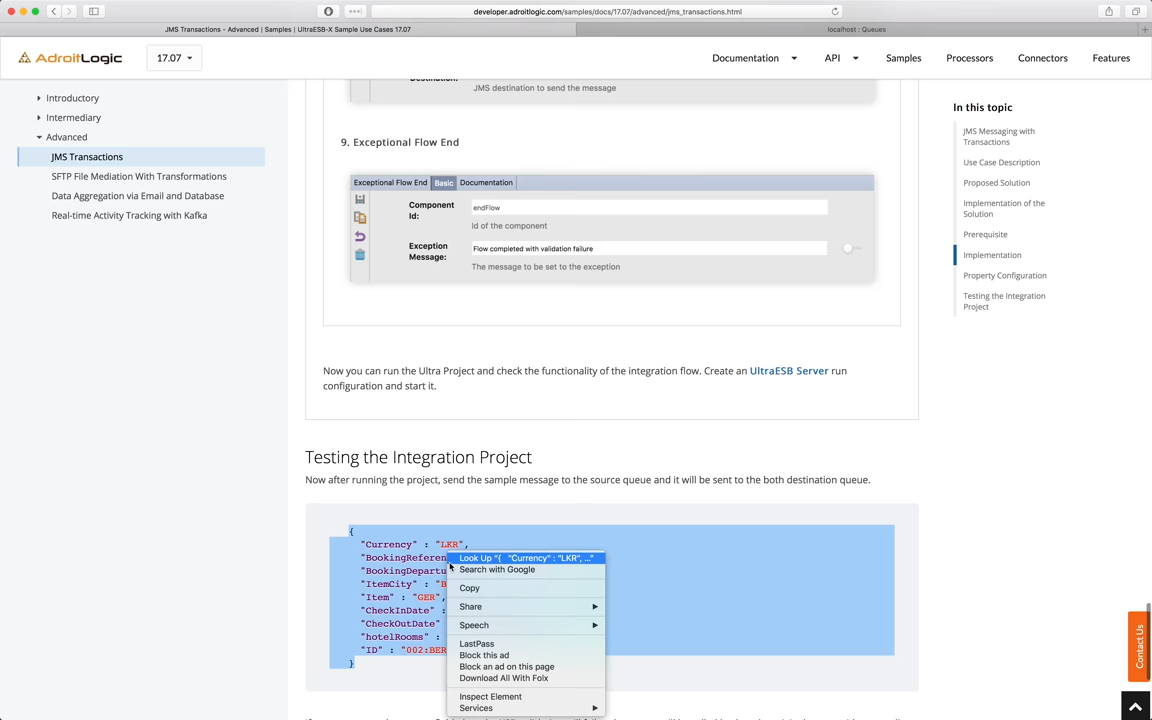 developer.adroitlogic.com/samples/docs/17.07/advanced/jms_transactions.html
JMS Transactions - Advanced | Samples | UltraESB-X Sample Use Cases 17.07
localhost : Queues
AdroitLogic
17.07
Documentation
API
Samples
Processors
Connectors
Features
Introductory
Intermediary
Advanced
JMS Transactions
SFTP File Mediation With Transformations
Data Aggregation via Email and Database
Real-time Activity Tracking with Kafka
JMS destination to send the message
9. Exceptional Flow End
Exceptional Flow End Basic Documentation
Component Id:
endFlow
Id of the component
Exception Message:
Flow completed with validation failure
The message to be set to the exception
Now you can run the Ultra Project and check the functionality of the integration flow. Create an UltraESB Server run
configuration and start it.
Testing the Integration Project
Now after running the project, send the sample message to the source queue and it will be sent to the both destination queue.
{
"Currency" : "LKR",
"BookingReferen
"BookingDepartu
"ItemCity" : "B
"Item" : "GER",
"CheckInDate" :
"CheckOutDate"
"hotelRooms" :
"ID" : "002:BER
}
Look Up "{ "Currency" : "LKR", ..."
Search with Google
Copy
Share
Speech
LastPass
Block this ad
Block an ad on this page
Download All With Folx
Inspect Element
Services
In this topic
JMS Messaging with
Transactions
Use Case Description
Proposed Solution
Implementation of the
Solution
Prerequisite
Implementation
Property Configuration
Testing the Integration
Project
Contact Us